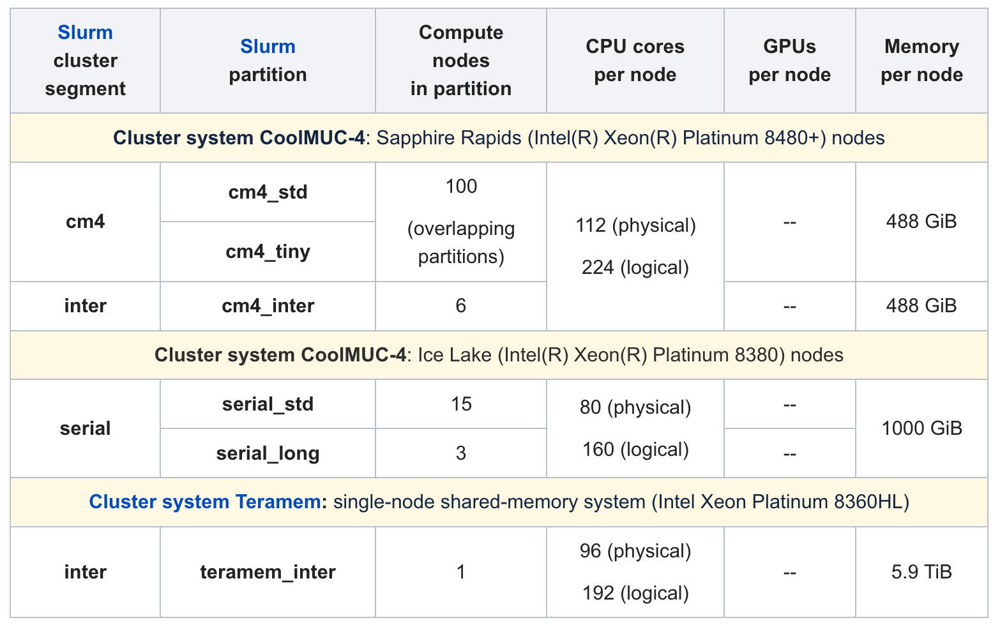 Slurm
cluster
segment
Slurm
partition
Compute
nodes
in partition
CPU cores
per node
GPUs
per node
Memory
per node
Cluster system CoolMUC-4: Sapphire Rapids (Intel(R) Xeon(R) Platinum 8480+) nodes
cm4
cm4_std
cm4_tiny
100
(overlapping
partitions)
112 (physical)
224 (logical)
--
488 GiB
inter
cm4_inter
6
--
488 GiB
Cluster system CoolMUC-4: Ice Lake (Intel(R) Xeon(R) Platinum 8380) nodes
serial
serial_std
15
80 (physical)
160 (logical)
--
1000 GiB
serial_long
3
--
Cluster system Teramem: single-node shared-memory system (Intel Xeon Platinum 8360HL)
inter
teramem_inter
1
96 (physical)
192 (logical)
--
5.9 TiB